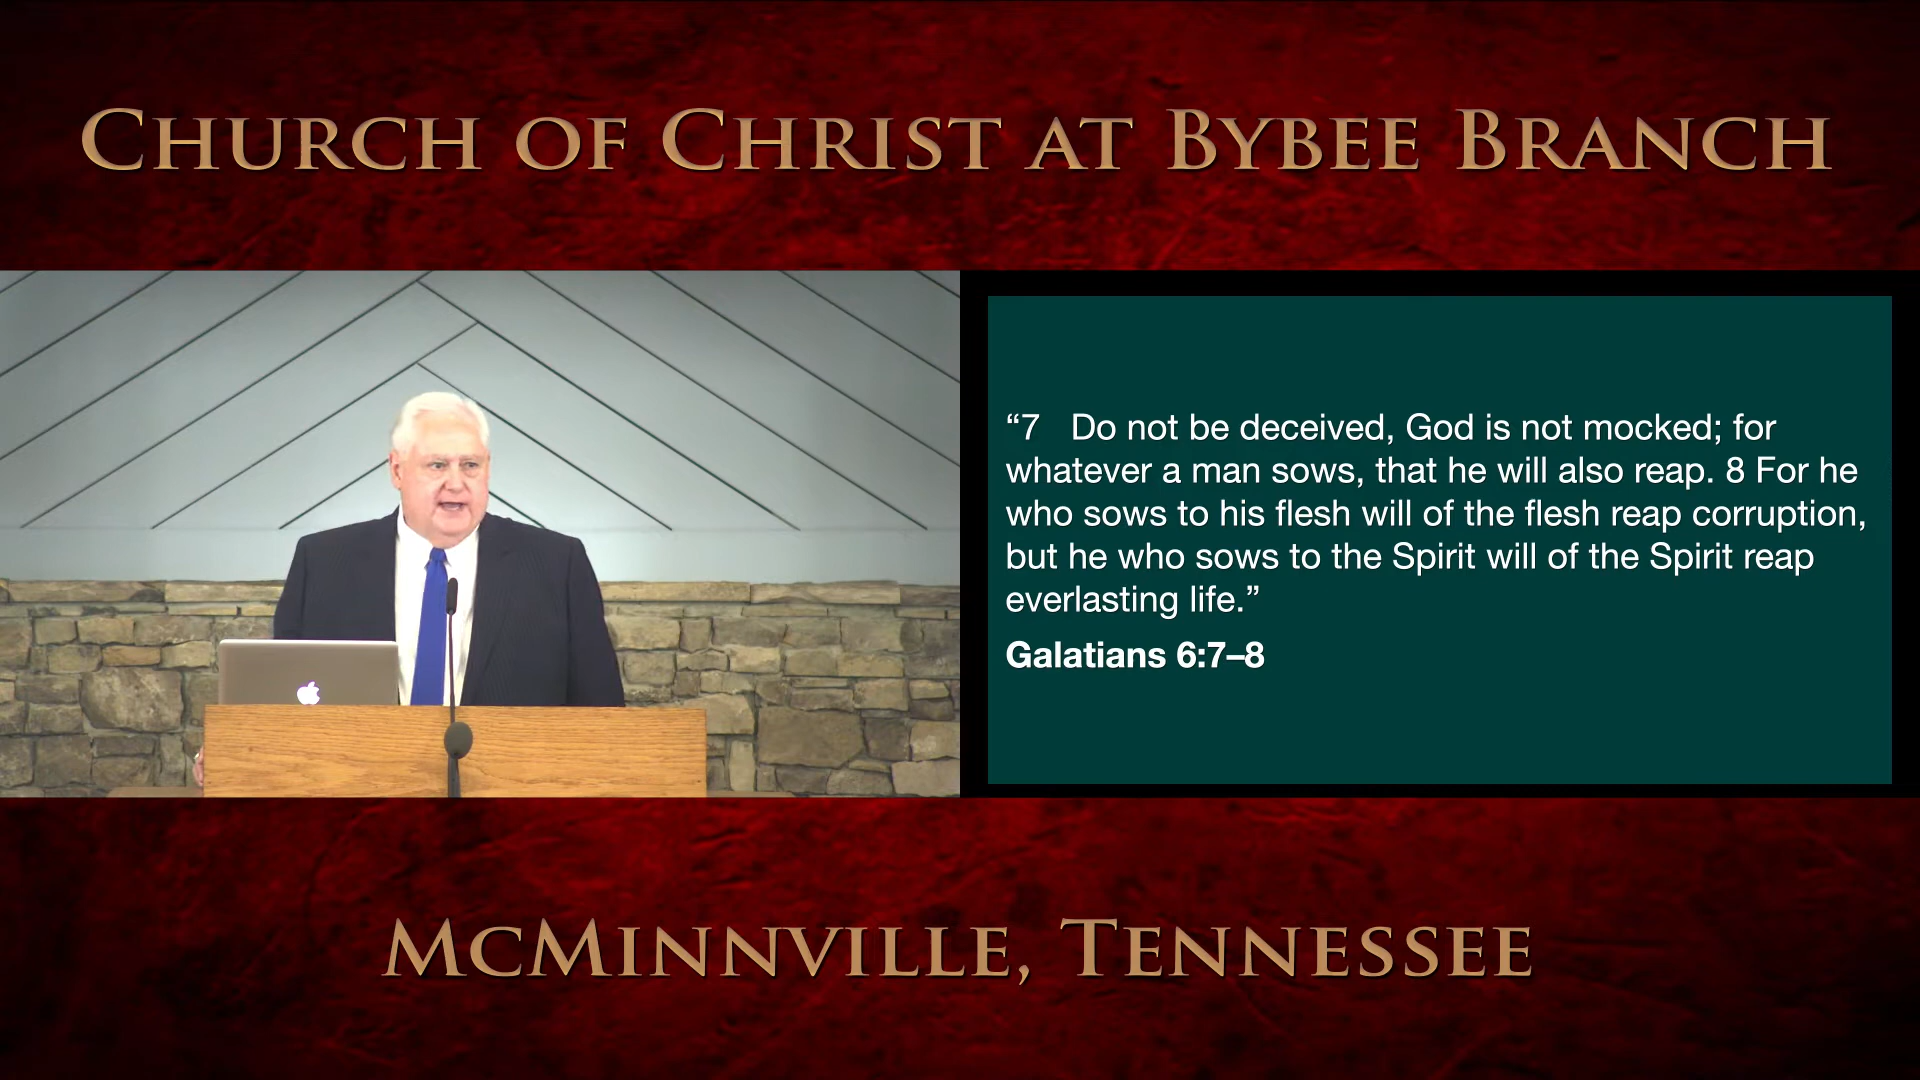 Church of Christ at Bybee Branch
“7 Do not be deceived, God is not mocked; for
whatever a man sows, that he will also reap. 8 For he
who sows to his flesh will of the flesh reap corruption,
but he who sows to the Spirit will of the Spirit reap
everlasting life.”
Galatians 6:7–8
McMinnville, Tennessee